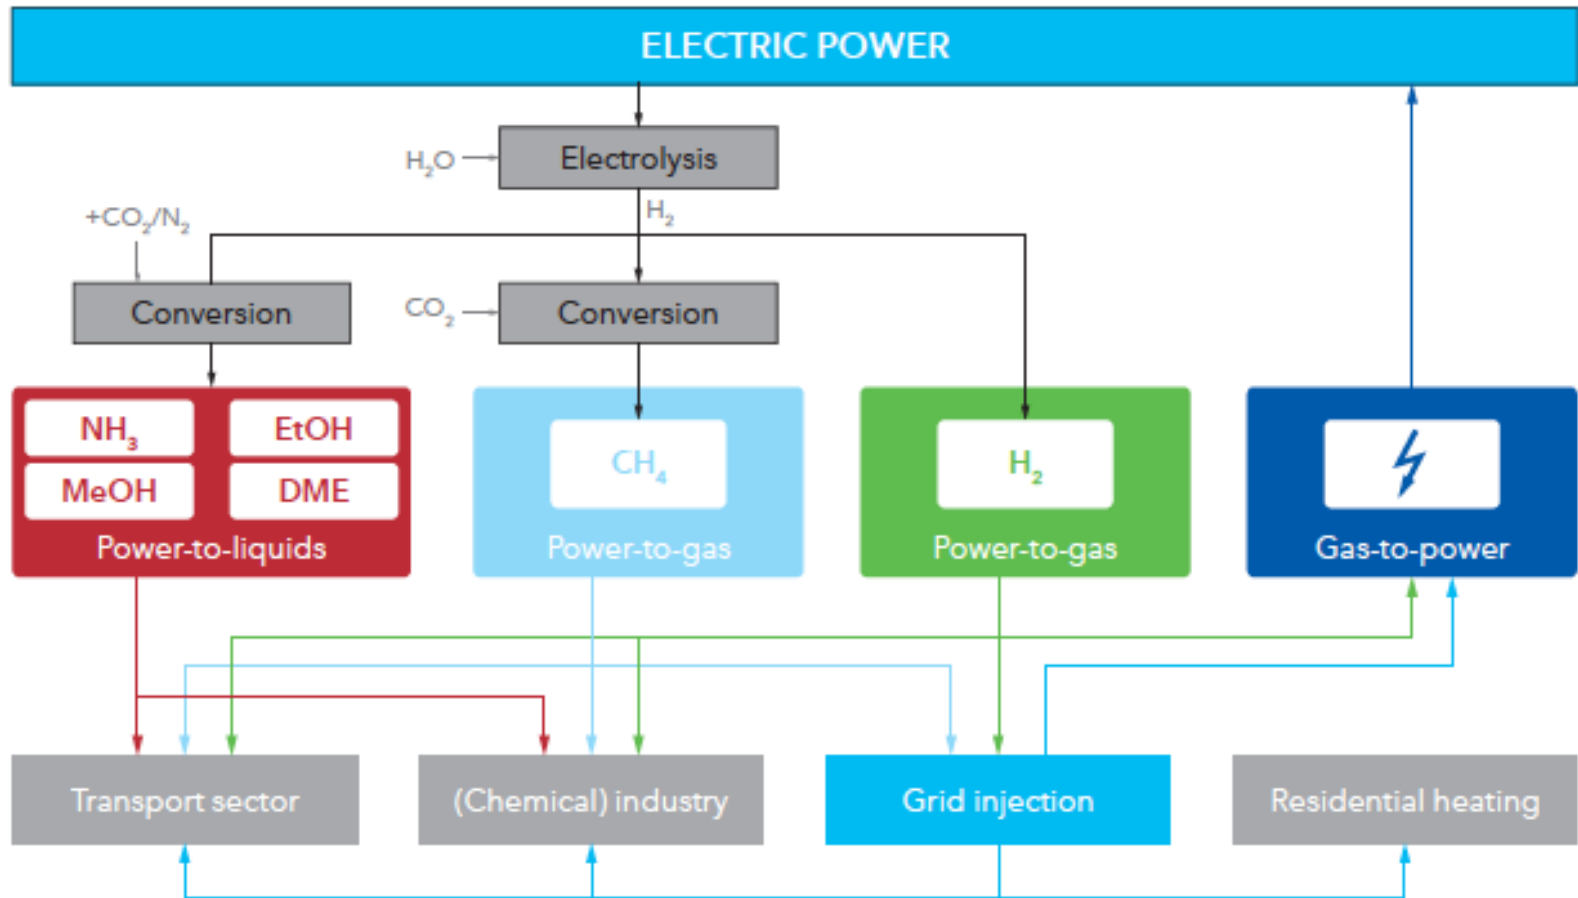 ELECTRIC POWER
H₂O
Electrolysis
H₂
+CO₂/N₂
Conversion
CO₂
Conversion
NH₃
EtOH
MeOH
DME
Power-to-liquids
CH₄
Power-to-gas
H₂
Power-to-gas
Gas-to-power
Transport sector
(Chemical) industry
Grid injection
Residential heating